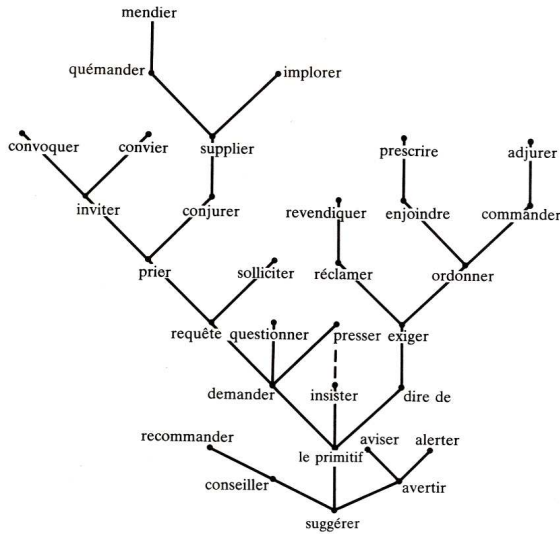 mendier
quémander implorer
convoquer convier supplier prescrire adjurer
inviter conjurer revendiquer enjoindre commander
prier solliciter réclamer ordonner
requête questionner presser exiger
demander insister dire de
recommander aviser alerter
le primitif
conseiller avertir
suggérer